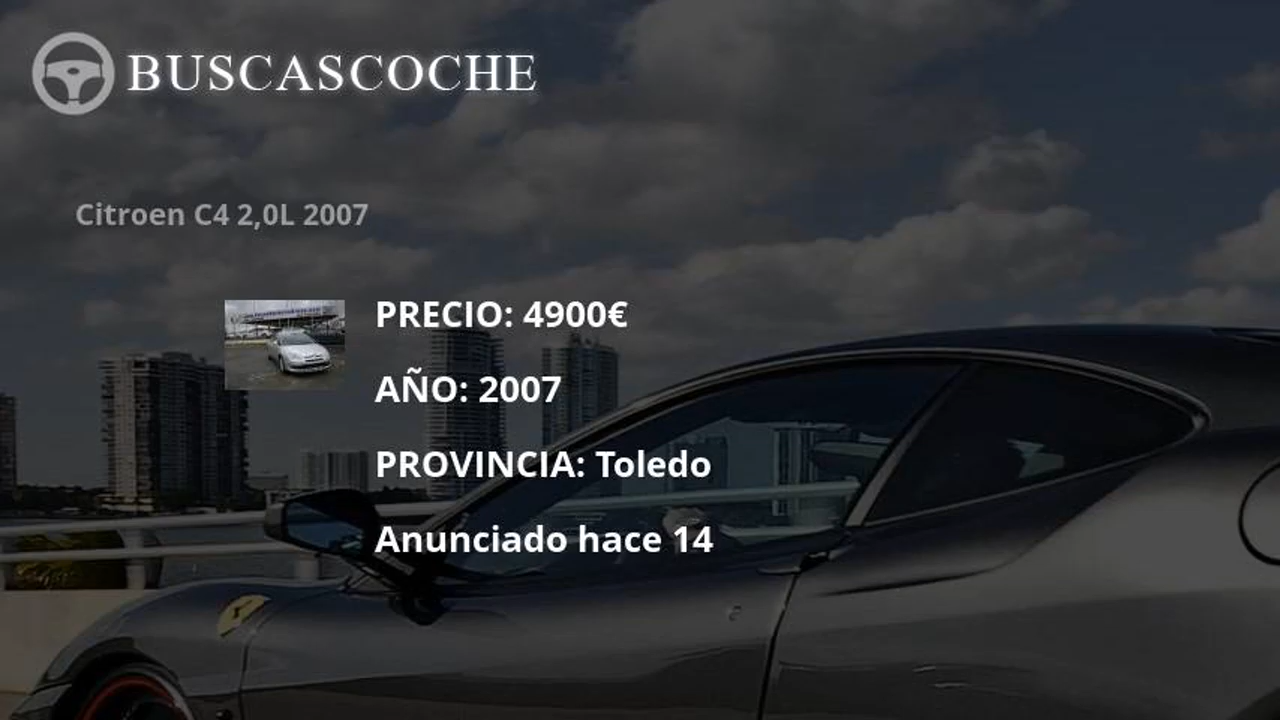 BUSCASCOCHE
Citroen C4 2,0L 2007
PRECIO: 4900€
AÑO: 2007
PROVINCIA: Toledo
Anunciado hace 14